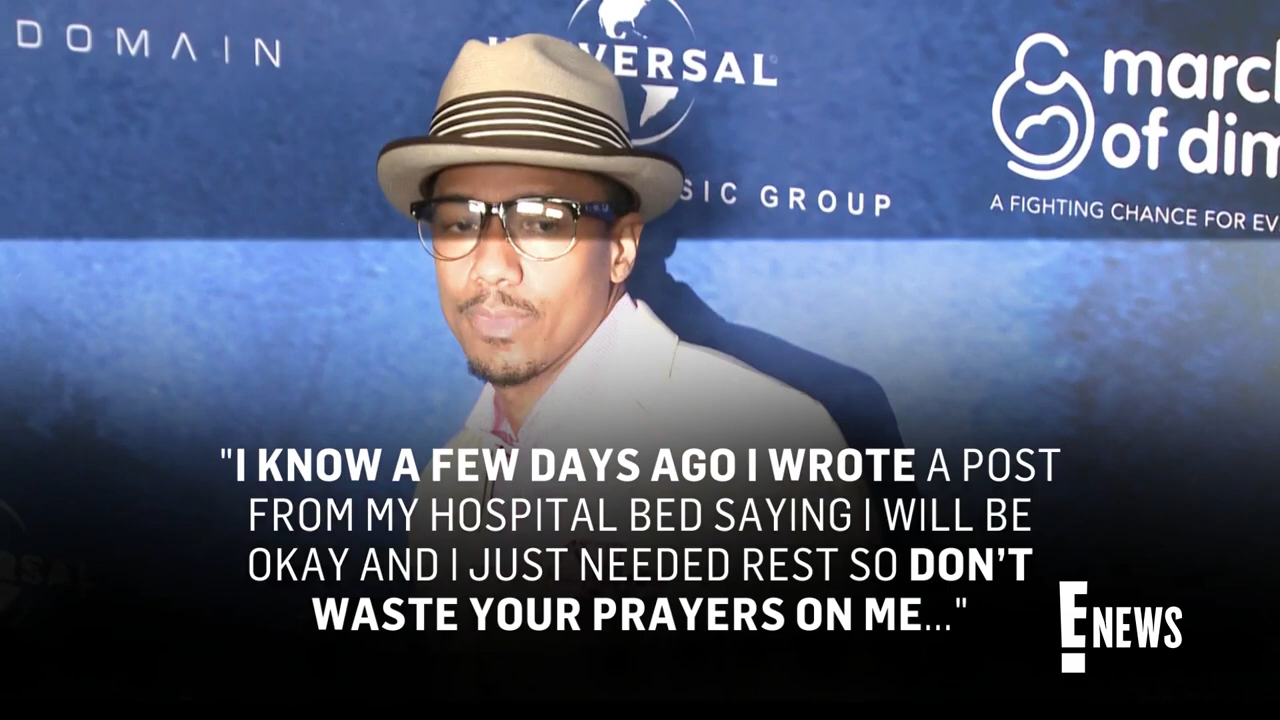 DOMAIN
UNIVERSAL
SIC GROUP
march
of dim
A FIGHTING CHANCE FOR EV
"I KNOW A FEW DAYS AGO I WROTE A POST
FROM MY HOSPITAL BED SAYING I WILL BE
OKAY AND I JUST NEEDED REST SO DON'T
WASTE YOUR PRAYERS ON ME..."
E! NEWS